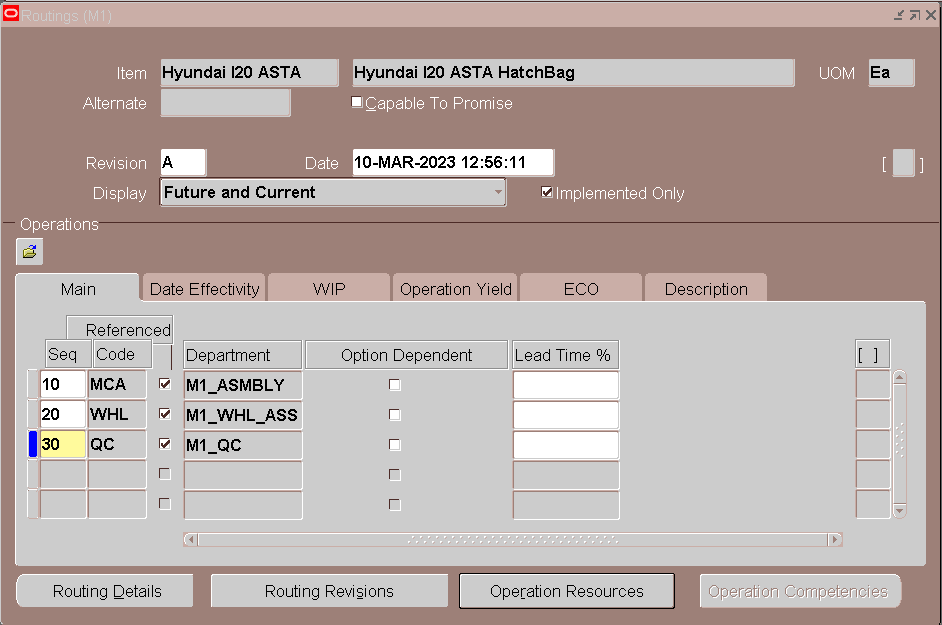 Routings (M1)
Item Hyundai I20 ASTA Hyundai I20 ASTA HatchBag UOM Ea
Alternate Capable To Promise
Revision A Date 10-MAR-2023 12:56:11 [ ]
Display Future and Current Implemented Only
Operations
Main Date Effectivity WIP Operation Yield ECO Description
Referenced
Seq Code Department Option Dependent Lead Time % [ ]
10 MCA M1_ASMBLY
20 WHL M1_WHL_ASS
30 QC M1_QC
Routing Details Routing Revisions Operation Resources Operation Competencies